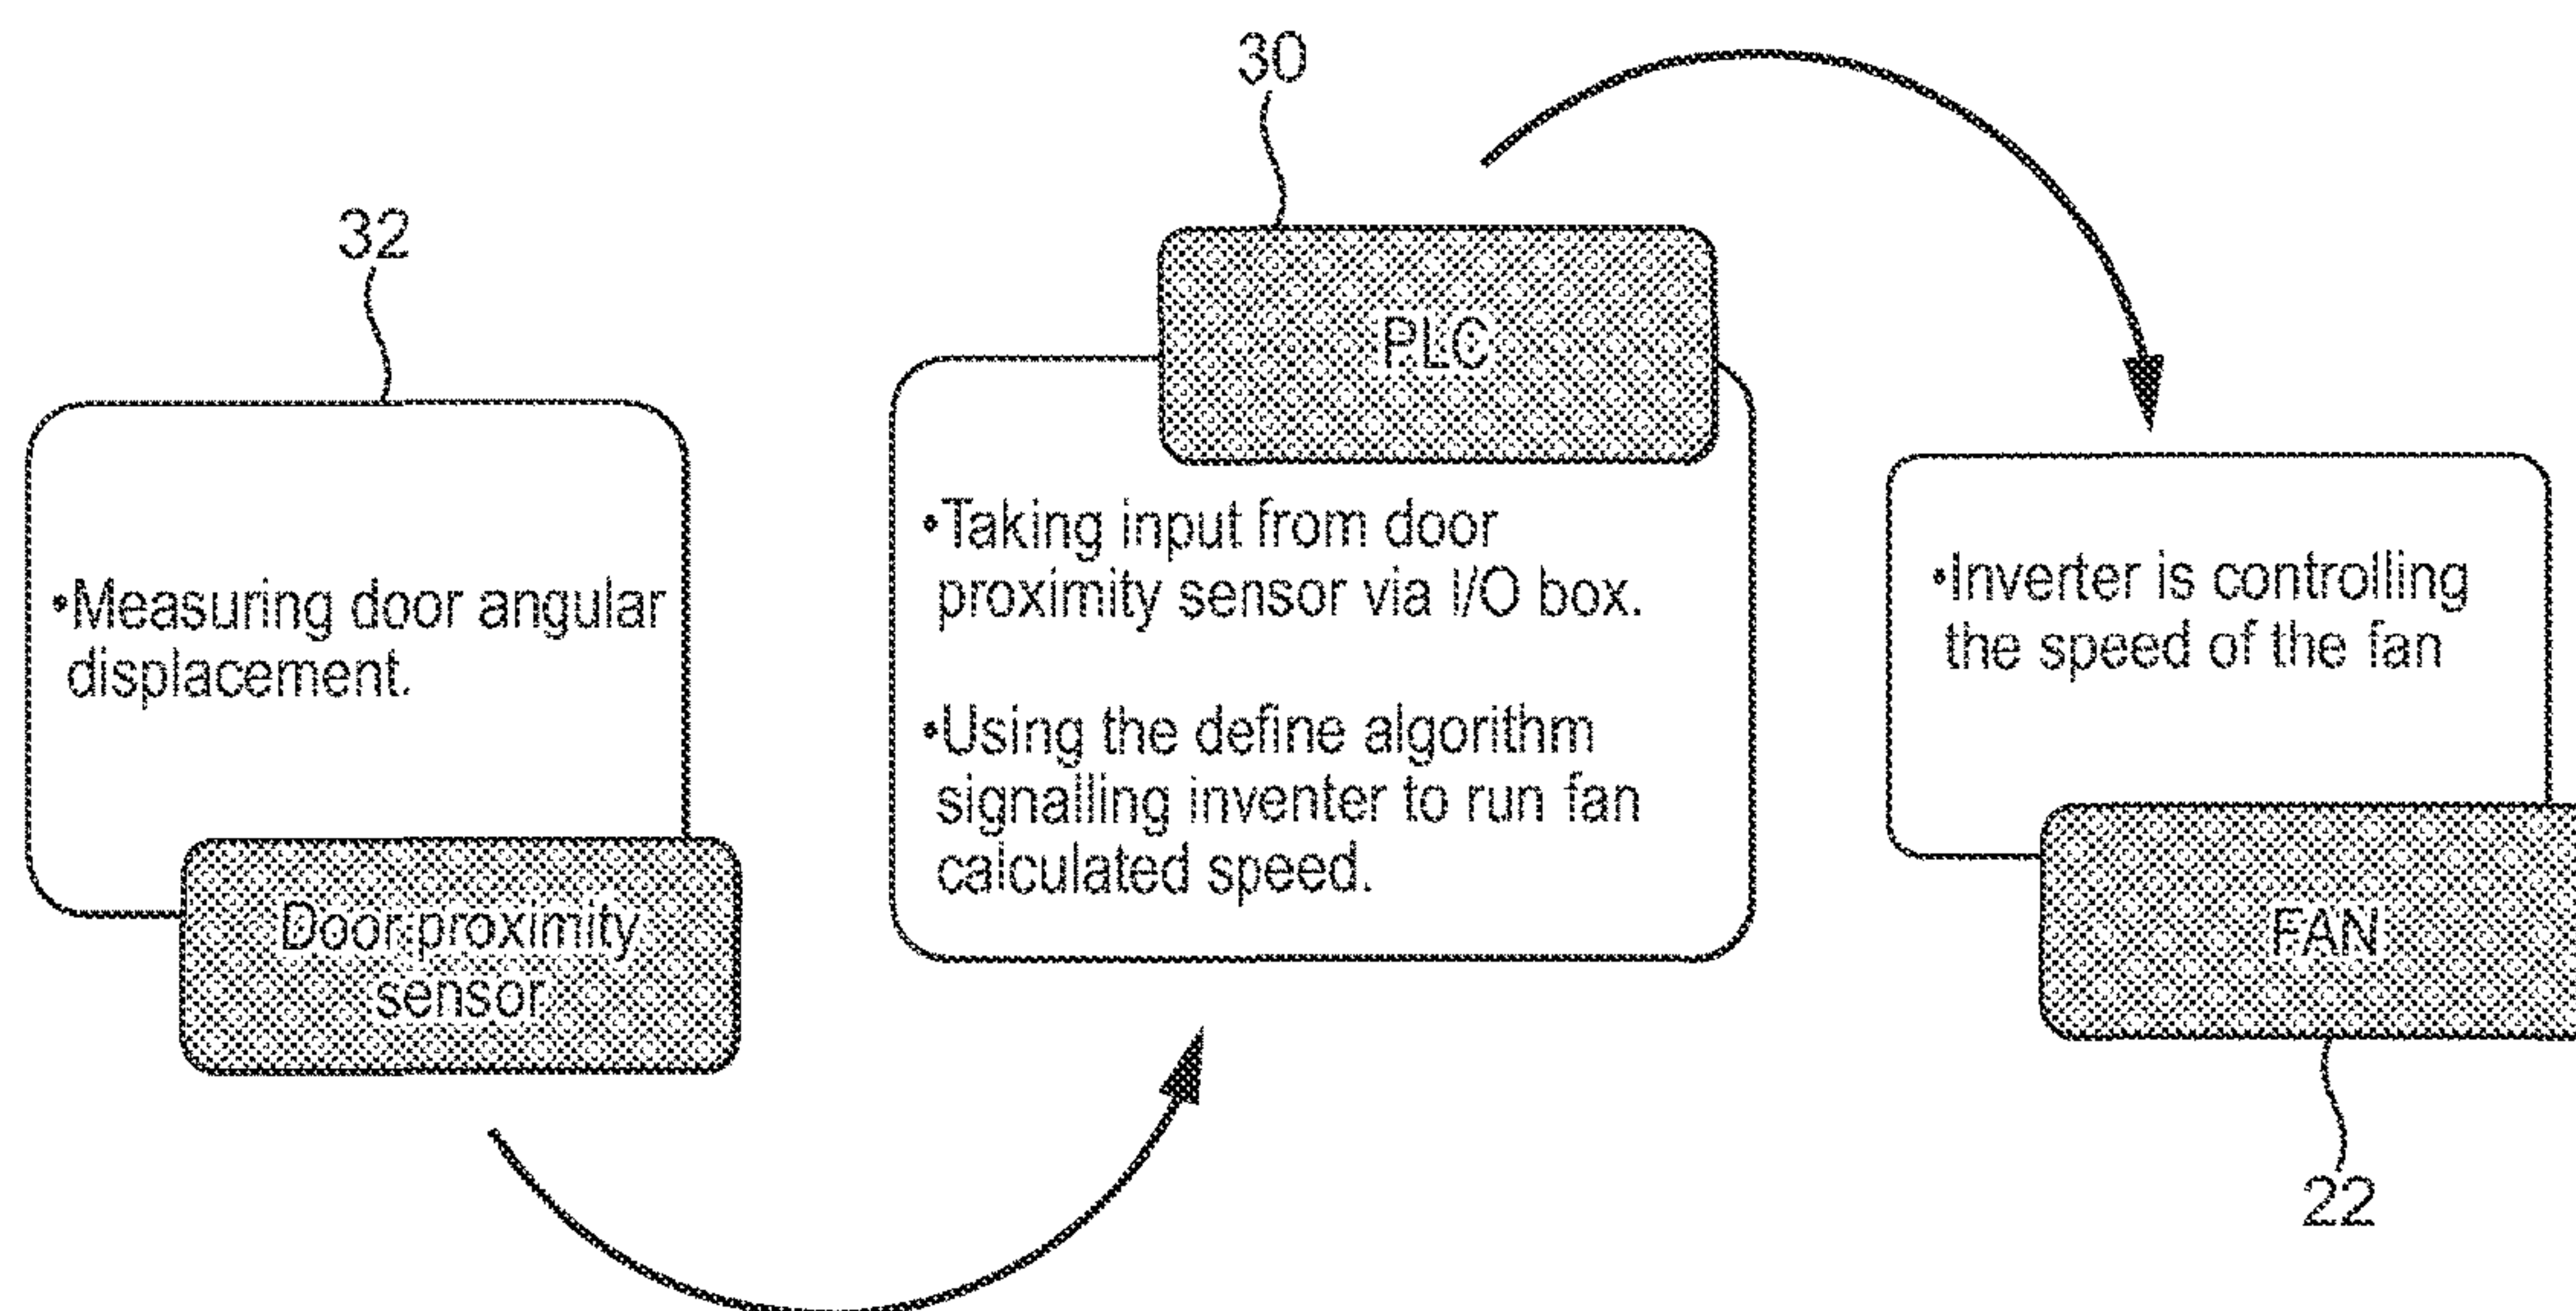 32
•Measuring door angular
displacement.
Door proximity
sensor
30
PLC
•Taking input from door
proximity sensor via I/O box.
•Using the define algorithm
signalling inventer to run fan
calculated speed.
•Inverter is controlling
the speed of the fan
FAN
22